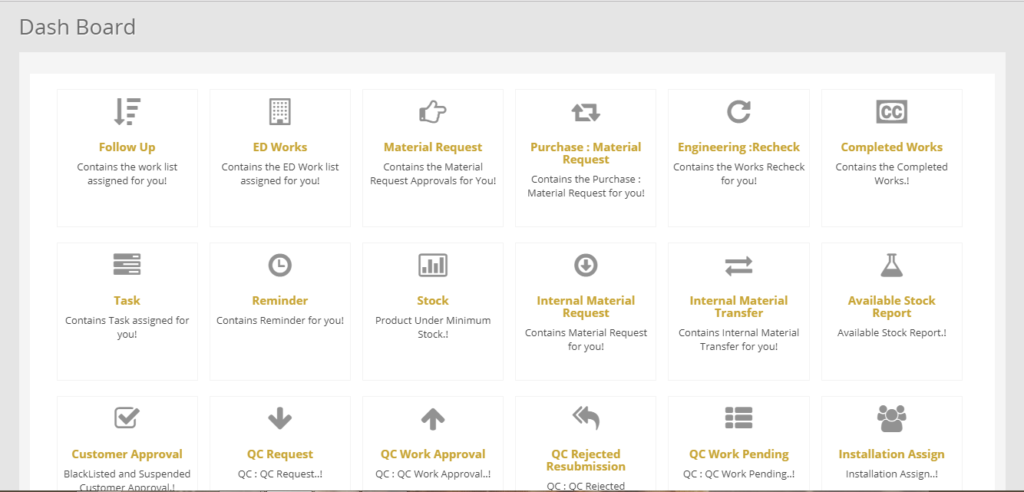 Dash Board
CC
Follow Up
Contains the work list
assigned for you!
ED Works
Contains the ED Work list
assigned for you!
Material Request
Contains the Material
Request Approvals for You!
Purchase : Material
Request
Contains the Purchase :
Material Request for you!
Engineering :Recheck
Contains the Works Recheck
for you!
Completed Works
Contains the Completed
Works.!
Task
Contains Task assigned for
you!
Reminder
Contains Reminder for you!
Stock
Product Under Minimum
Stock.!
Internal Material
Request
Contains Material Request
for you!
Internal Material
Transfer
Contains Internal Material
Transfer for you!
Available Stock
Report
Available Stock Report.!
Customer Approval
BlackListed and Suspended
Customer Approval.!
QC Request
QC : QC Request..!
QC Work Approval
QC : QC Work Approval..!
QC Rejected
Resubmission
QC : QC Rejected
QC Work Pending
QC : QC Work Pending..!
Installation Assign
Installation Assign..!